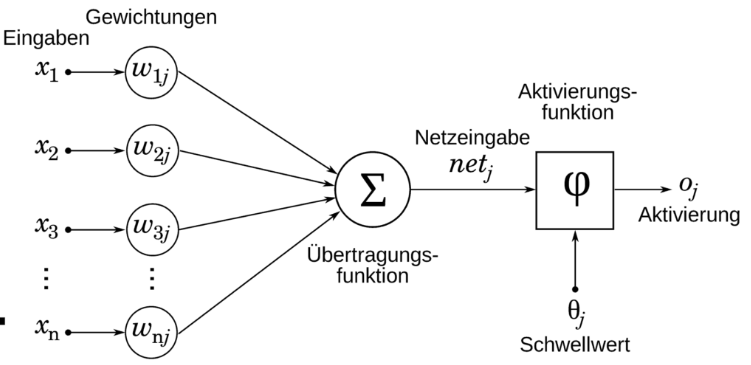 Gewichtungen
Eingaben
x1 w1j
x2 w2j
x3 w3j
⋮ ⋮
xn wnj
Σ
Übertragungs-
funktion
Netzeingabe
netj
Aktivierungs-
funktion
φ
oj
Aktivierung
θj
Schwellwert